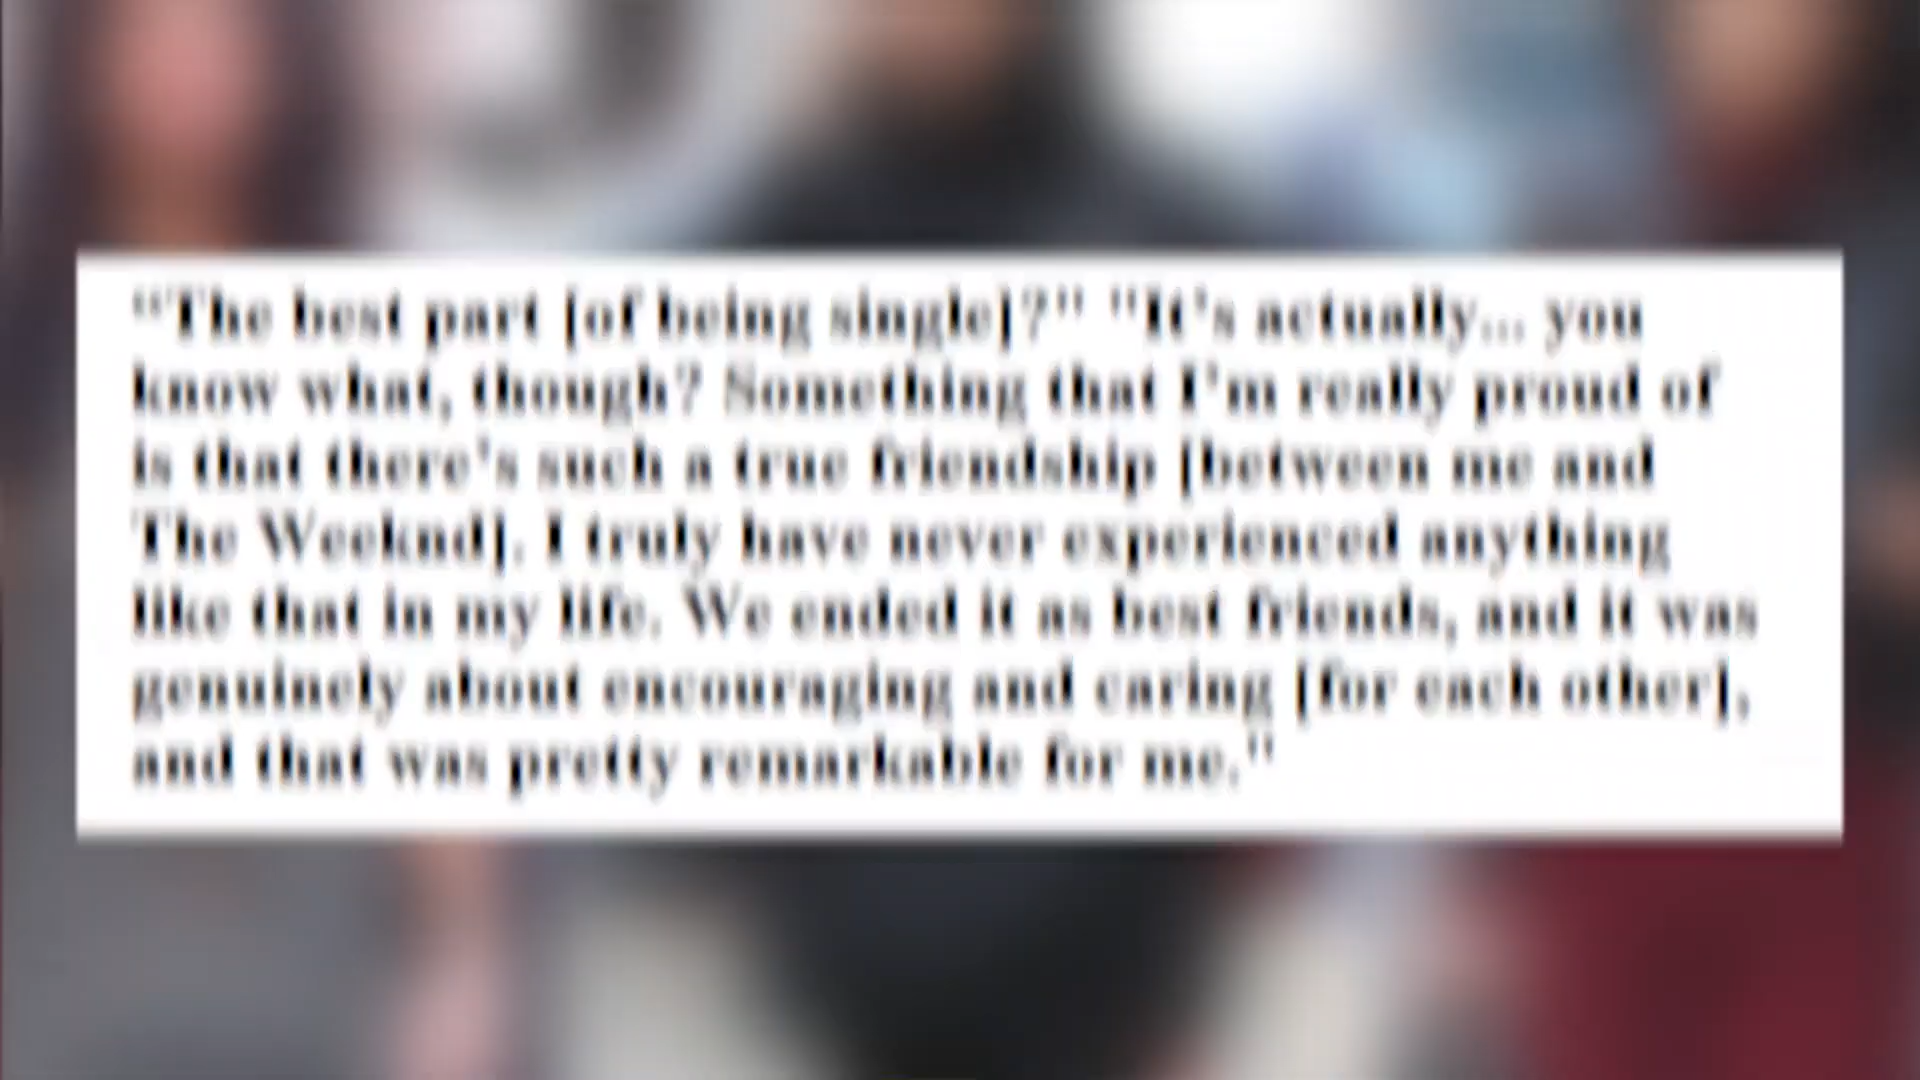 “The best part [of being single]?" "It’s actually... you
know what, though? Something that I’m really proud of
is that there’s such a true friendship [between me and
The Weeknd]. I truly have never experienced anything
like that in my life. We ended it as best friends, and it was
genuinely about encouraging and caring [for each other],
and that was pretty remarkable for me."